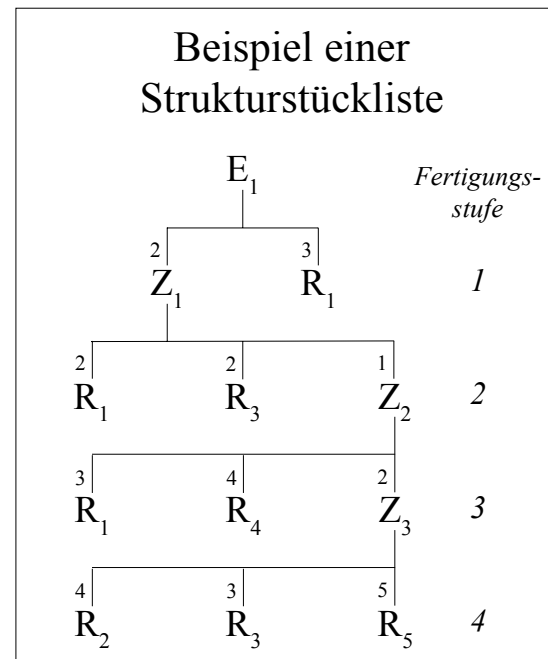 Beispiel einer
Strukturstückliste
E₁
Fertigungs-
stufe
2 3
Z₁ R₁ 1
2 2 1
R₁ R₃ Z₂ 2
3 4 2
R₁ R₄ Z₃ 3
4 3 5
R₂ R₃ R₅ 4